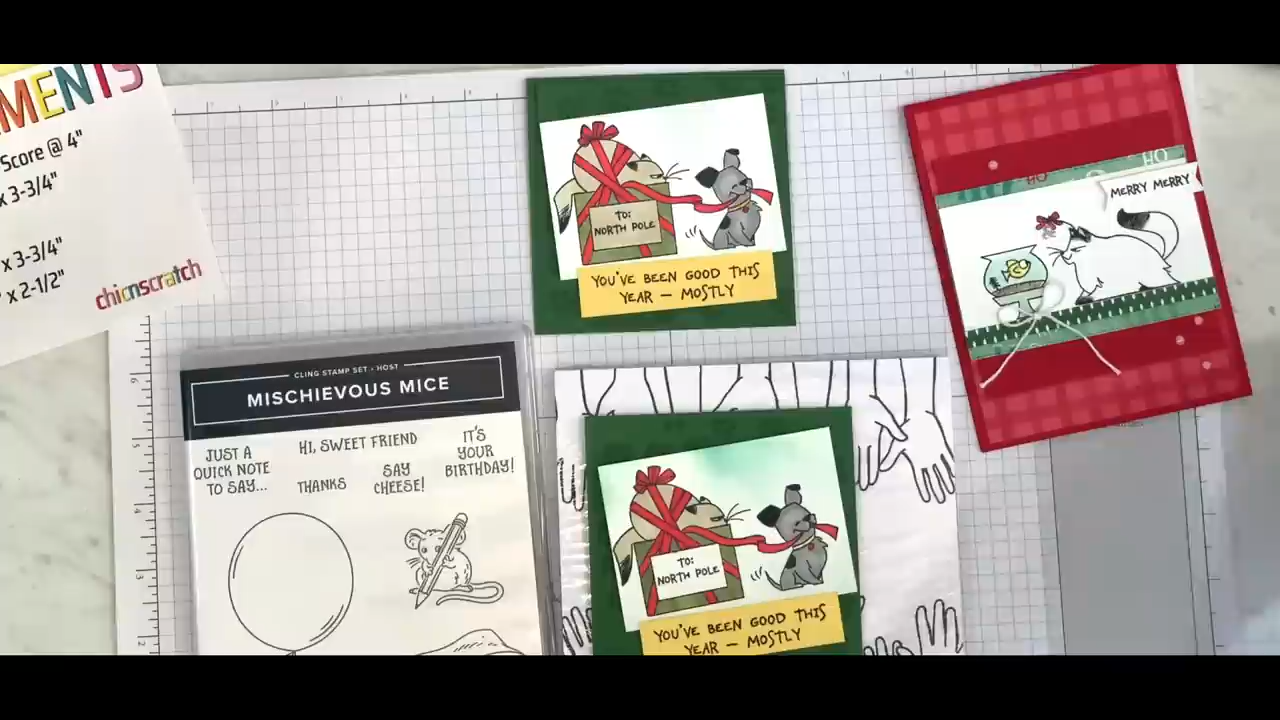 MENTS
Score @ 4"
x 3-3/4"
x 3-3/4"
x 2-1/2"
chicnscratch
TO:
NORTH POLE
YOU'VE BEEN GOOD THIS
YEAR — MOSTLY
HO
HO
MERRY MERRY
CLING STAMP SET • HOST
MISCHIEVOUS MICE
JUST A
QUICK NOTE
TO SAY...
HI, SWEET FRIEND
THANKS
SAY
CHEESE!
IT'S
YOUR
BIRTHDAY!
TO:
NORTH POLE
YOU'VE BEEN GOOD THIS
YEAR — MOSTLY